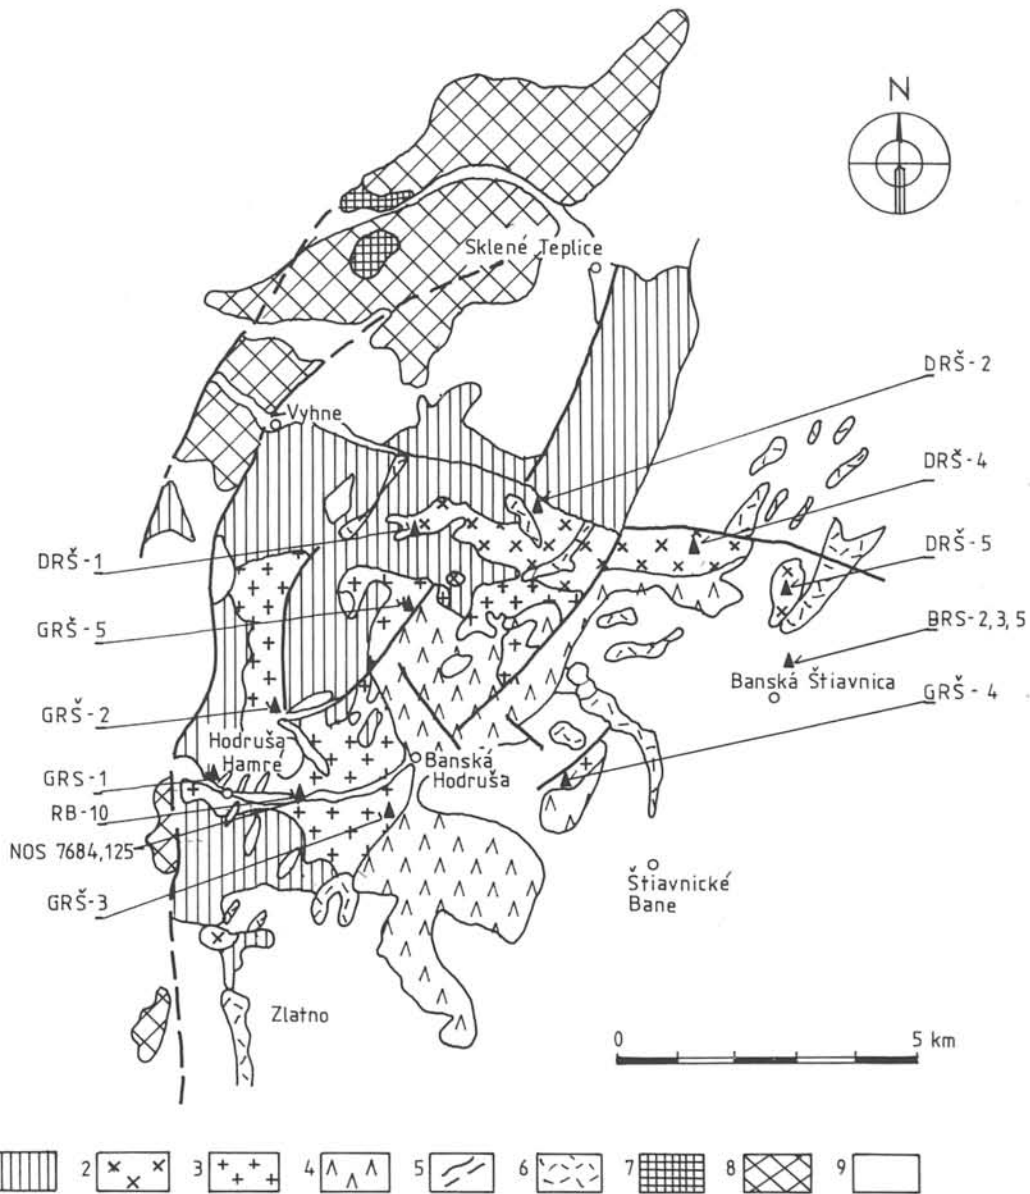 N
Sklené Teplice
DRŠ-2
Vyhne
DRŠ-4
DRŠ-1
DRŠ-5
GRŠ-5
BRS-2,3,5
Banská Štiavnica
GRŠ-4
GRŠ-2
Hodruša
Hamre
Banská
Hodruša
GRS-1
RB-10
NOS 7684,125
Štiavnické
Bane
GRŠ-3
Zlatno
0 5 km
2 3 4 5 6 7 8 9